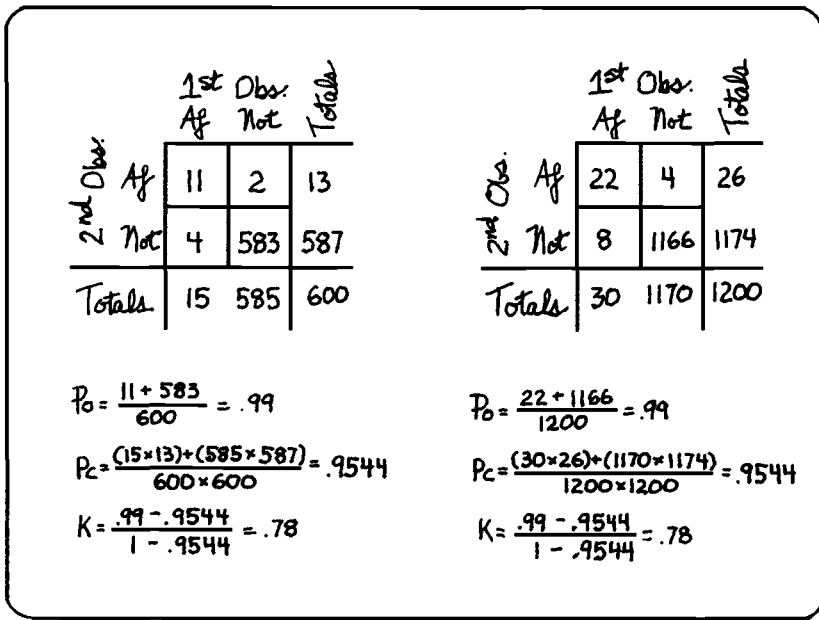 1st Obs.
Af Not Totals
2nd Obs.
Af 11 2 13
Not 4 583 587
Totals 15 585 600
Po = 11 + 583 / 600 = .99
Pc = (15×13)+(585×587) / 600×600 = .9544
K = .99 - .9544 / 1 - .9544 = .78
1st Obs.
Af Not Totals
2nd Obs.
Af 22 4 26
Not 8 1166 1174
Totals 30 1170 1200
Po = 22 + 1166 / 1200 = .99
Pc = (30×26)+(1170×1174) / 1200×1200 = .9544
K = .99 - .9544 / 1 - .9544 = .78